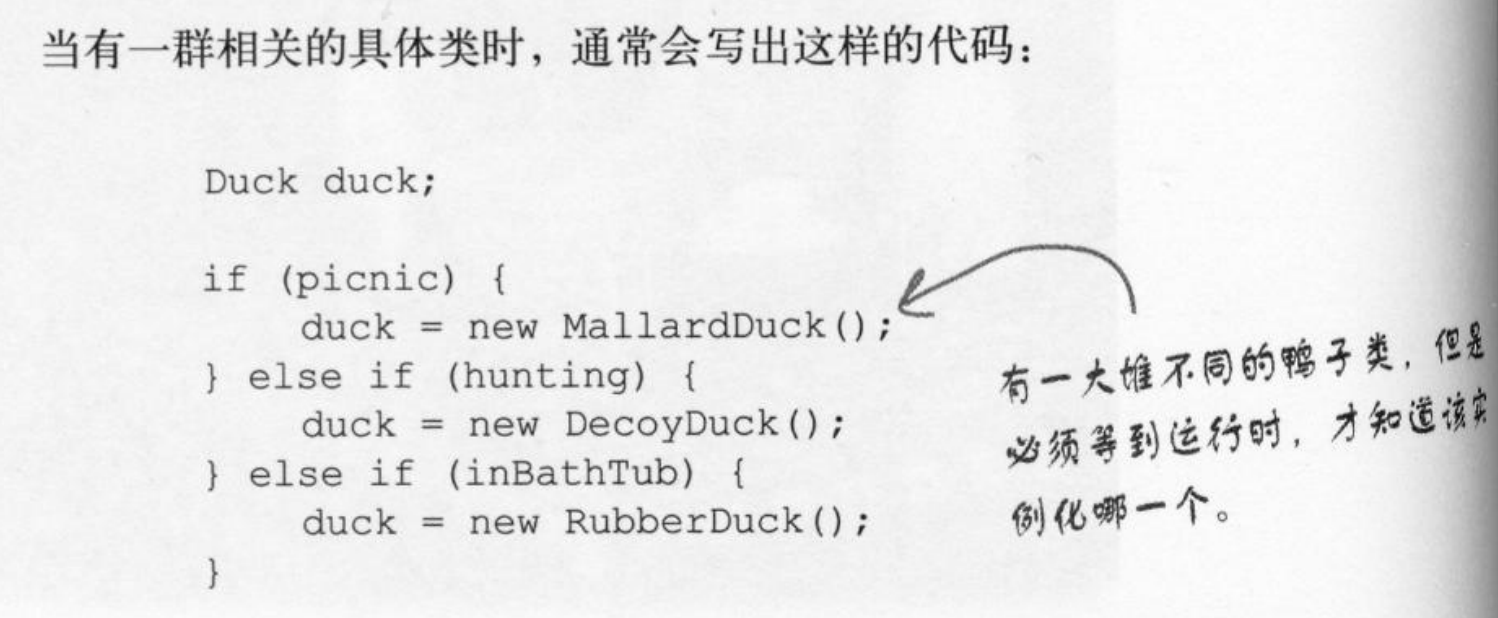 当有一群相关的具体类时，通常会写出这样的代码：
Duck duck;
if (picnic) {
    duck = new MallardDuck();
} else if (hunting) {
    duck = new DecoyDuck();
} else if (inBathTub) {
    duck = new RubberDuck();
}
有一大堆不同的鸭子类，但是
必须等到运行时，才知道该实
例化哪一个。